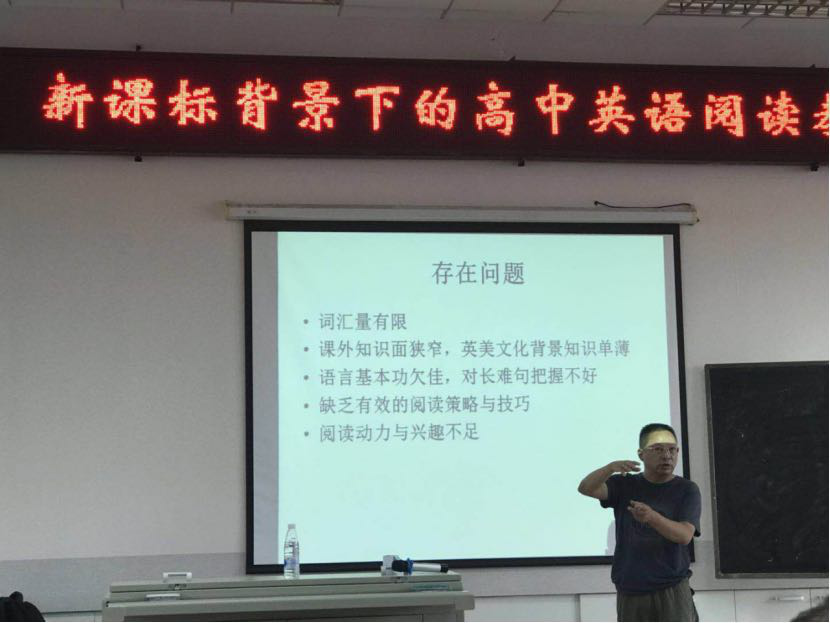 新课标背景下的高中英语阅读
存在问题
• 词汇量有限
• 课外知识面狭窄，英美文化背景知识单薄
• 语言基本功欠佳，对长难句把握不好
• 缺乏有效的阅读策略与技巧
• 阅读动力与兴趣不足